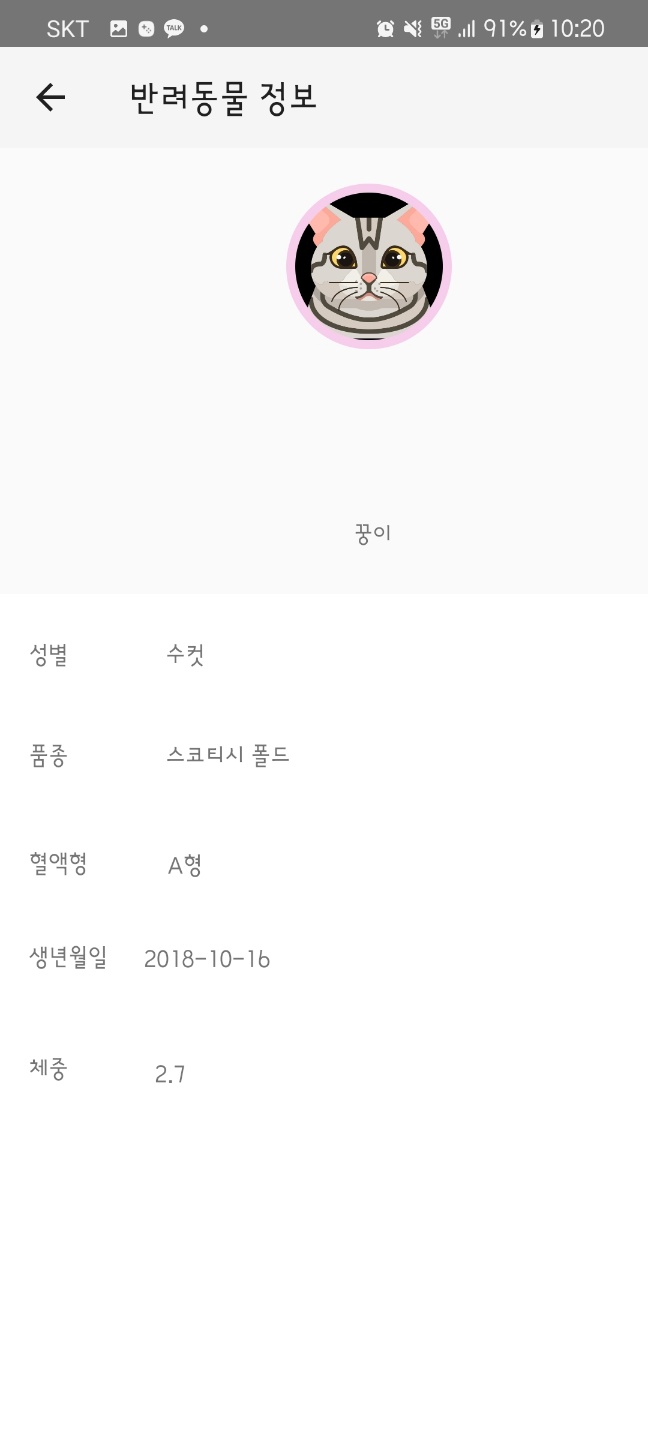 SKT TALK 5G 91% 10:20
반려동물 정보
꿍이
성별 수컷
품종 스코티시 폴드
혈액형 A형
생년월일 2018-10-16
체중 2.7